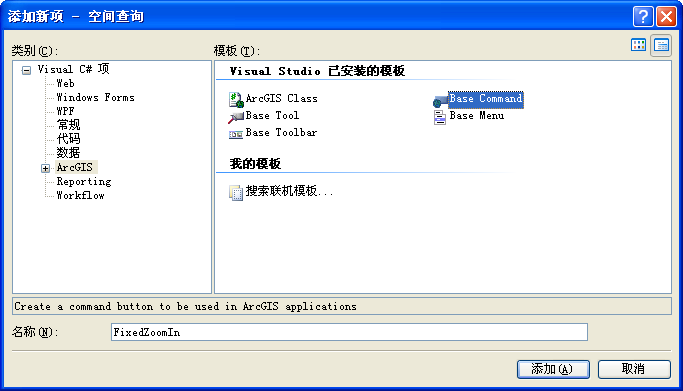 添加新项 - 空间查询
类别(C):
模板(T):
Visual C# 项
Web
Windows Forms
WPF
常规
代码
数据
ArcGIS
Reporting
Workflow
Visual Studio 已安装的模板
ArcGIS Class
Base Command
Base Tool
Base Menu
Base Toolbar
我的模板
搜索联机模板...
Create a command button to be used in ArcGIS applications
名称(N):
FixedZoomIn
添加(A)
取消